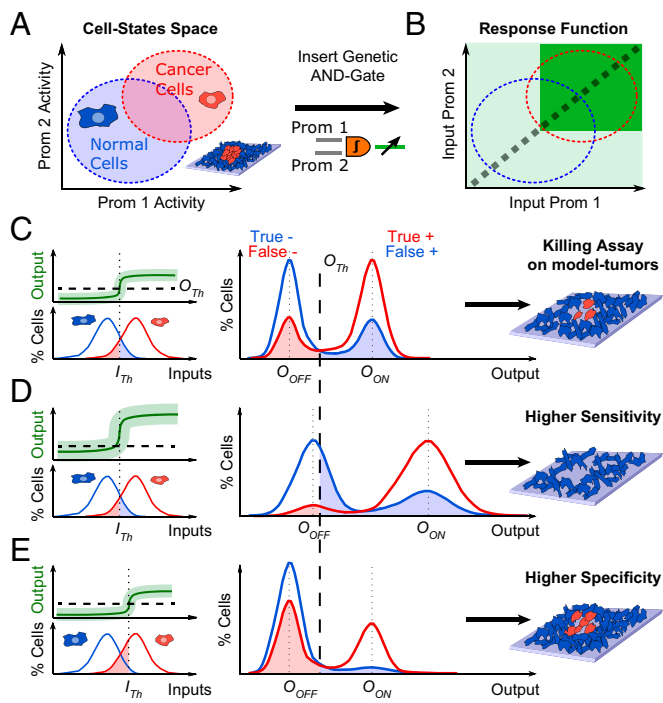 A
Cell-States Space
Prom 2 Activity
Cancer
Cells
Normal
Cells
Prom 1 Activity
Insert Genetic
AND-Gate
Prom 1
Prom 2
B
Response Function
Input Prom 2
Input Prom 1
C
Output
O_Th
% Cells
I_Th
Inputs
True -
False -
True +
False +
O_Th
% Cells
O_OFF
O_ON
Output
Killing Assay
on model-tumors
D
Output
% Cells
I_Th
Inputs
% Cells
O_OFF
O_ON
Output
Higher Sensitivity
E
Output
% Cells
I_Th
Inputs
% Cells
O_OFF
O_ON
Output
Higher Specificity